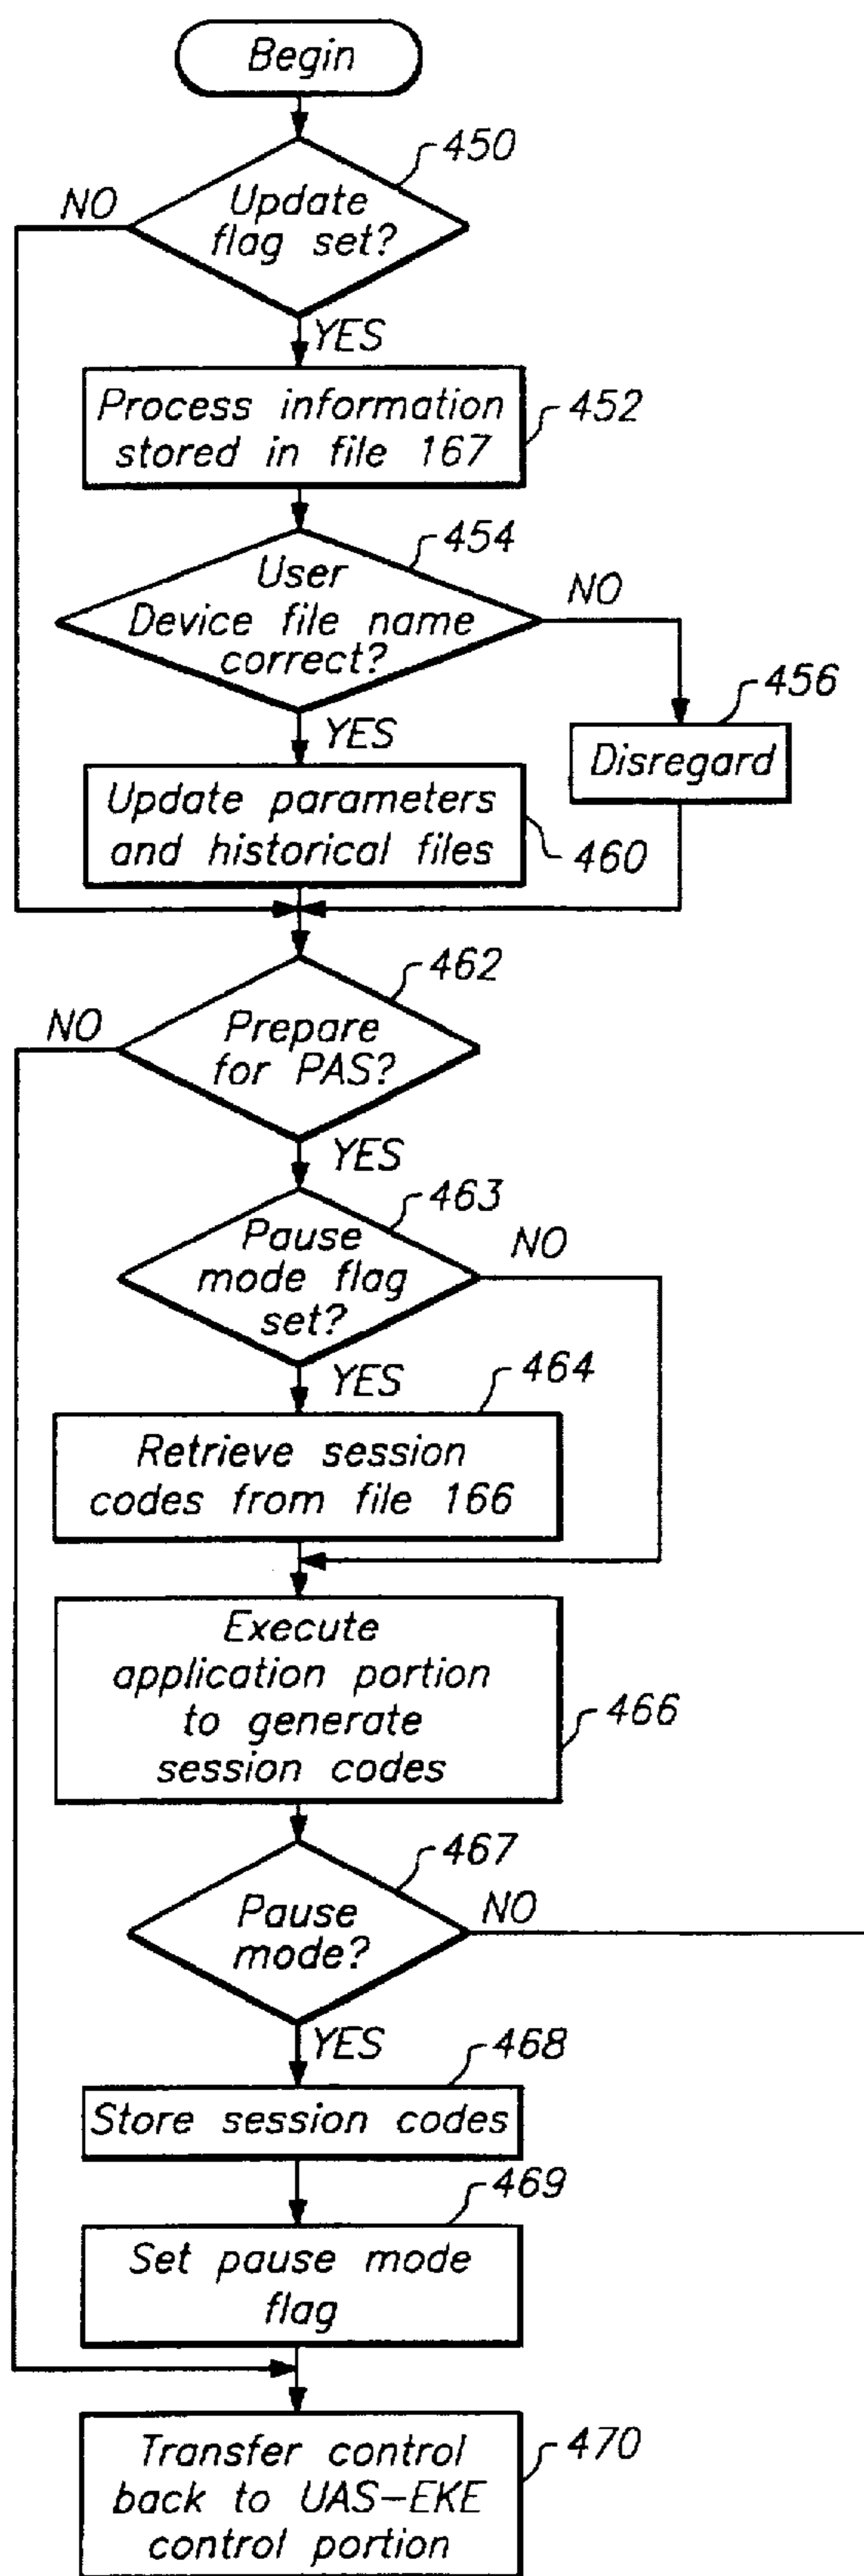 Begin
450
NO
Update
flag set?
YES
Process information
stored in file 167
452
454
User
Device file name
correct?
NO
456
YES
Disregard
Update parameters
and historical files
460
462
NO
Prepare
for PAS?
YES
463
Pause
mode flag
set?
NO
YES
464
Retrieve session
codes from file 166
Execute
application portion
to generate
session codes
466
467
Pause
mode?
NO
YES
468
Store session codes
469
Set pause mode
flag
Transfer control
back to UAS-EKE
control portion
470